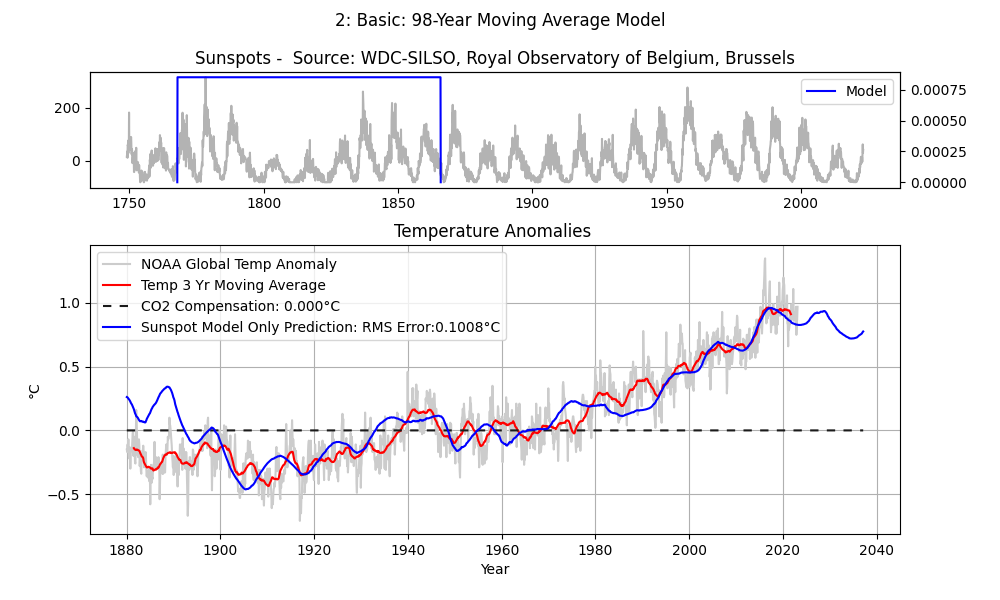 2: Basic: 98-Year Moving Average Model
Sunspots -  Source: WDC-SILSO, Royal Observatory of Belgium, Brussels
200
0
Model
0.00075
0.00050
0.00025
0.00000
1750 1800 1850 1900 1950 2000
Temperature Anomalies
NOAA Global Temp Anomaly
Temp 3 Yr Moving Average
CO2 Compensation: 0.000°C
Sunspot Model Only Prediction: RMS Error:0.1008°C
1.0
0.5
0.0
−0.5
°C
1880 1900 1920 1940 1960 1980 2000 2020 2040
Year